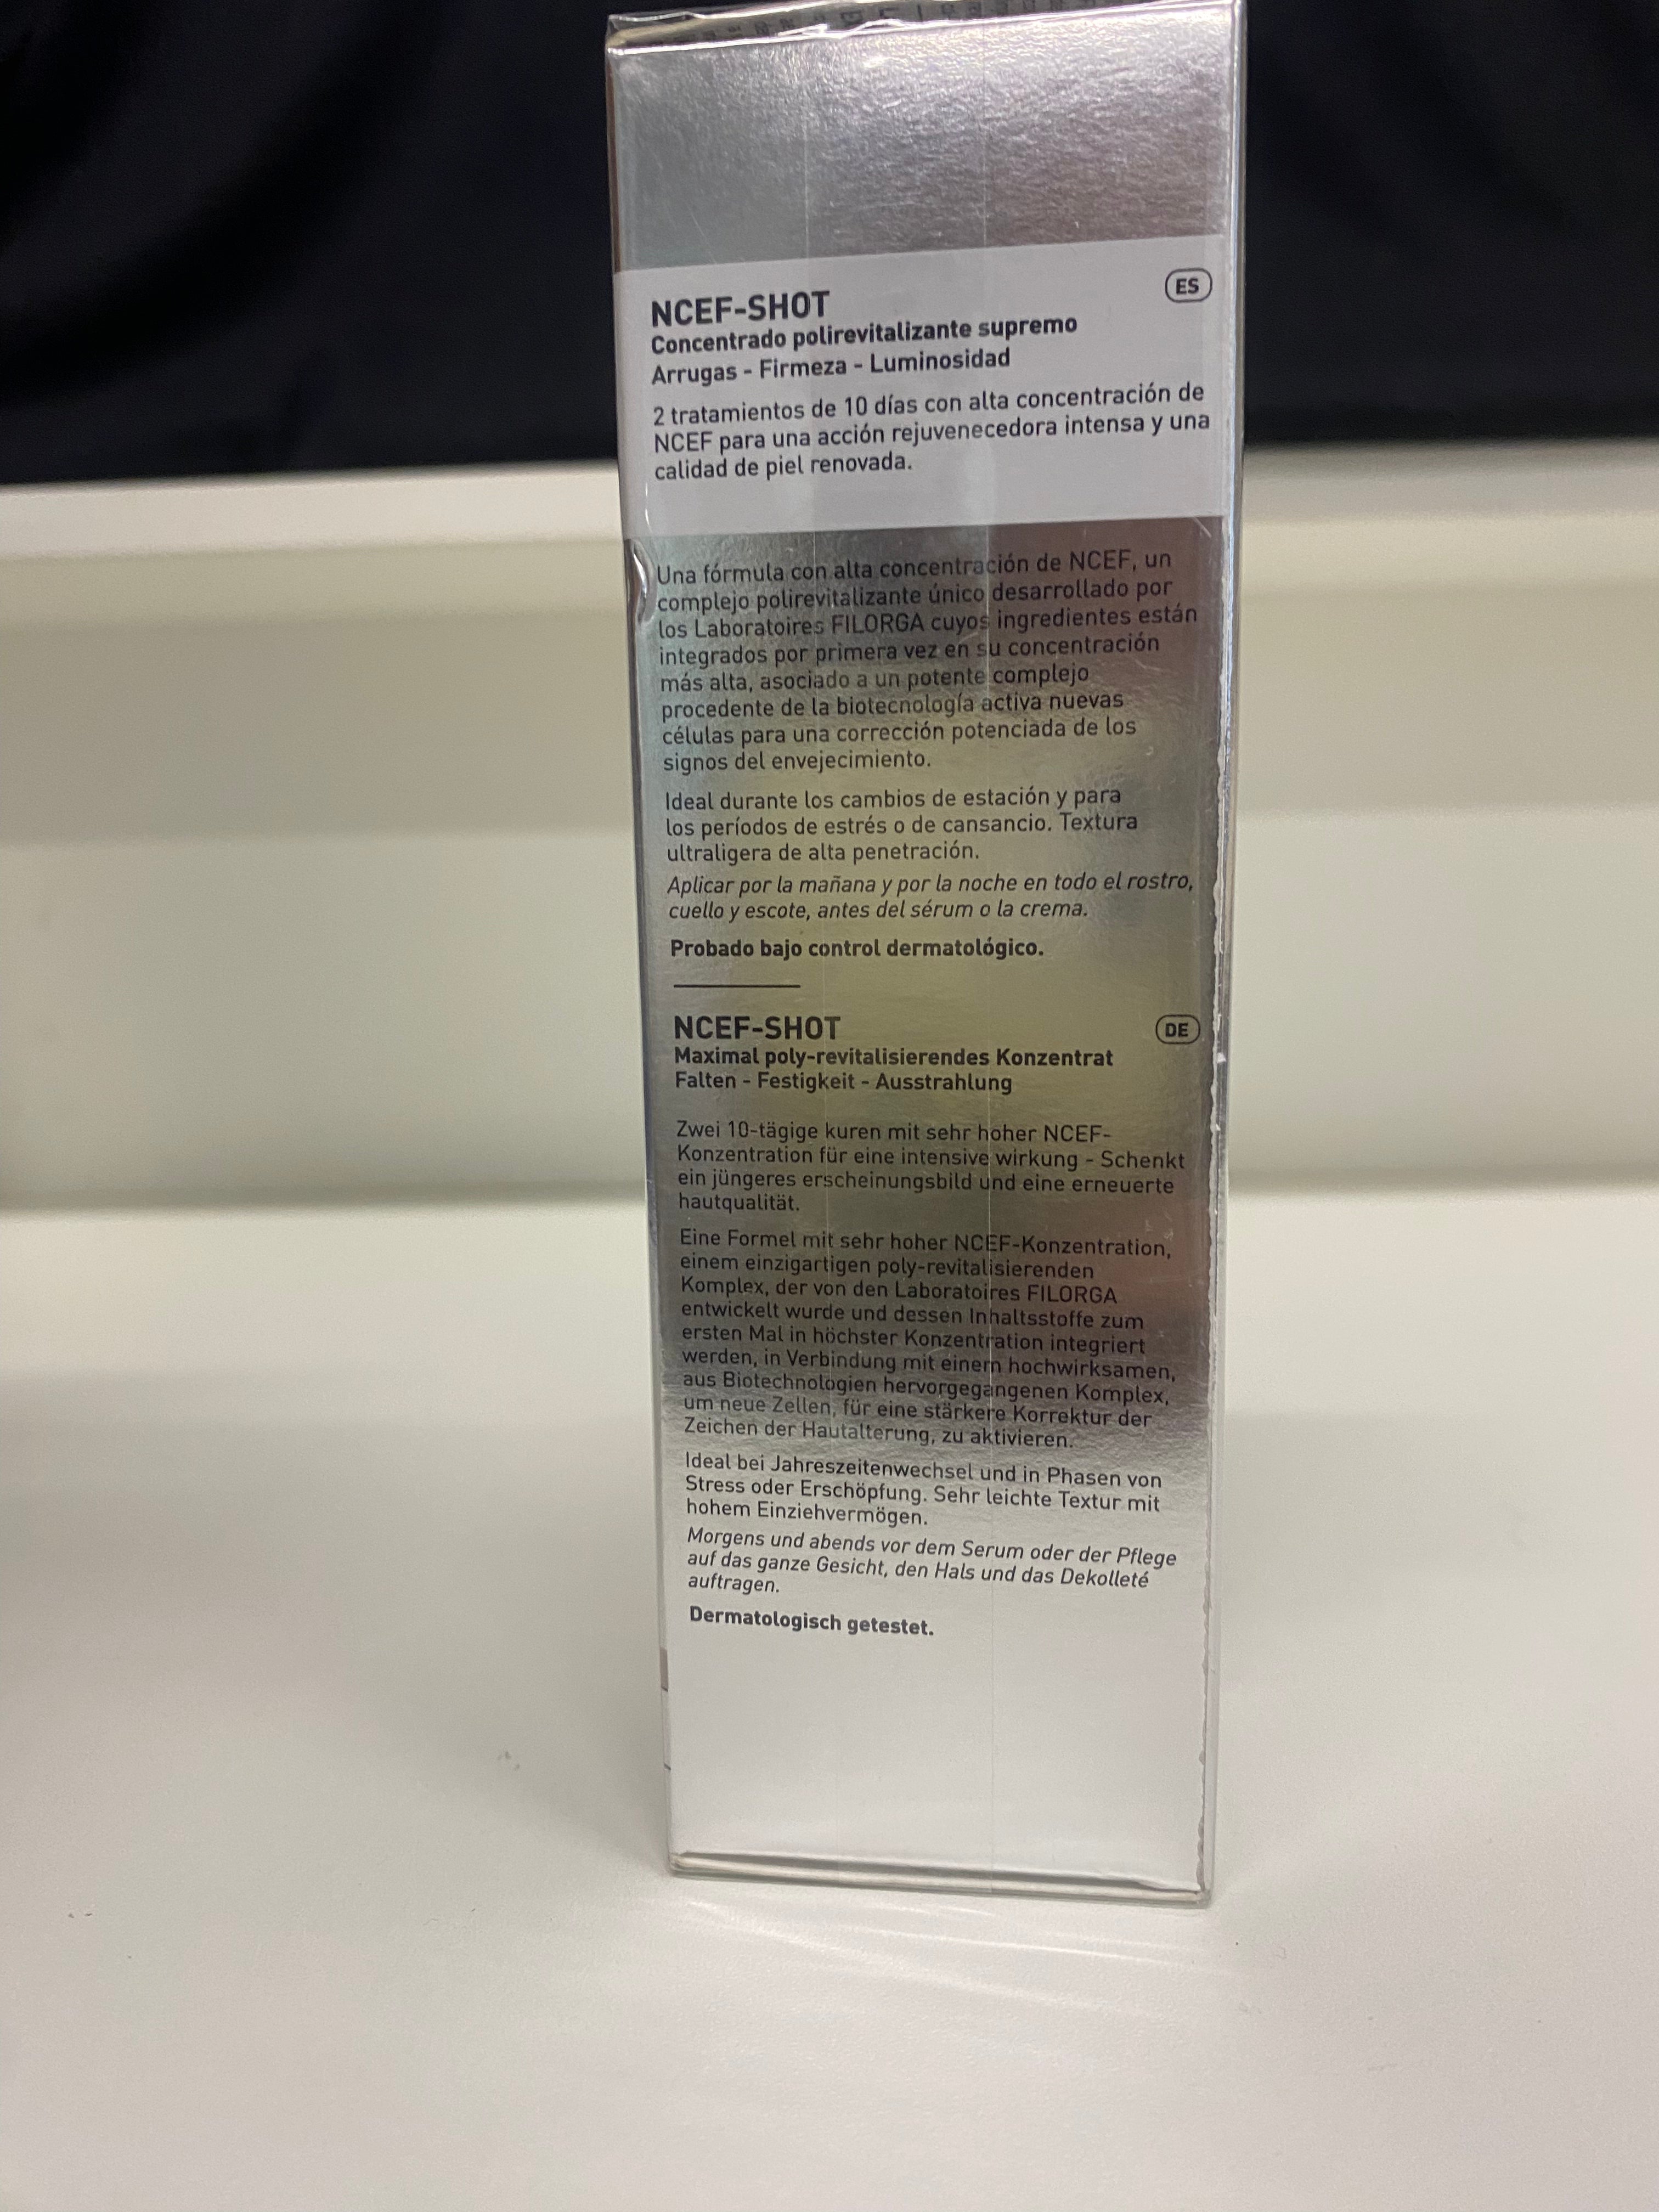 NCEF-SHOT
ES
Concentrado polirevitalizante supremo
Arrugas - Firmeza - Luminosidad
2 tratamientos de 10 días con alta concentración de
NCEF para una acción rejuvenecedora intensa y una
calidad de piel renovada.
Una fórmula con alta concentración de NCEF, un
complejo polirevitalizante único desarrollado por
los Laboratoires FILORGA cuyos ingredientes están
integrados por primera vez en su concentración
más alta, asociado a un potente complejo
procedente de la biotecnología activa nuevas
células para una corrección potenciada de los
signos del envejecimiento.
Ideal durante los cambios de estación y para
los períodos de estrés o de cansancio. Textura
ultraligera de alta penetración.
Aplicar por la mañana y por la noche en todo el rostro,
cuello y escote, antes del sérum o la crema.
Probado bajo control dermatológico.
NCEF-SHOT
DE
Maximal poly-revitalisierendes Konzentrat
Falten - Festigkeit - Ausstrahlung
Zwei 10-tägige kuren mit sehr hoher NCEF-
Konzentration für eine intensive wirkung - Schenkt
ein jüngeres erscheinungsbild und eine erneuerte
hautqualität.
Eine Formel mit sehr hoher NCEF-Konzentration,
einem einzigartigen poly-revitalisierenden
Komplex, der von den Laboratoires FILORGA
entwickelt wurde und dessen Inhaltsstoffe zum
ersten Mal in höchster Konzentration integriert
werden, in Verbindung mit einem hochwirksamen,
aus Biotechnologien hervorgegangenen Komplex,
um neue Zellen, für eine stärkere Korrektur der
Zeichen der Hautalterung, zu aktivieren.
Ideal bei Jahreszeitenwechsel und in Phasen von
Stress oder Erschöpfung. Sehr leichte Textur mit
hohem Einziehvermögen.
Morgens und abends vor dem Serum oder der Pflege
auf das ganze Gesicht, den Hals und das Dekolleté
auftragen.
Dermatologisch getestet.